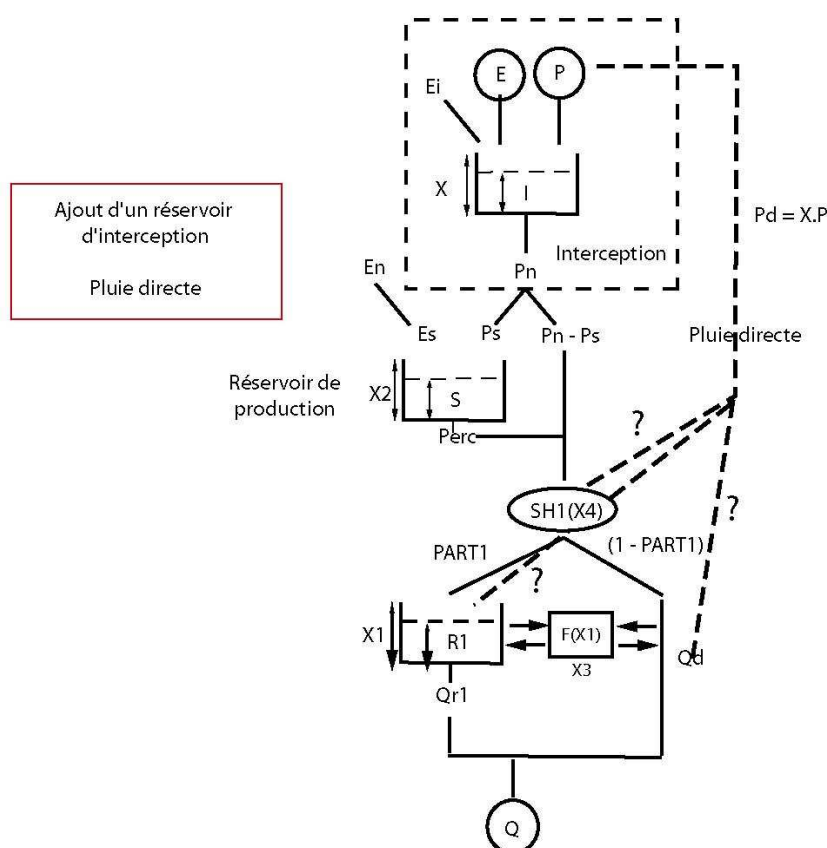 E
P
Ei
X
I
Pd = X.P
Ajout d'un réservoir
d'interception
Pluie directe
Interception
En
Pn
Es
Ps
Pn - Ps
Pluie directe
Réservoir de
production
X2
S
Perc
?
?
SH1(X4)
PART1
(1 - PART1)
?
X1
R1
F(X1)
X3
Qd
Qr1
Q